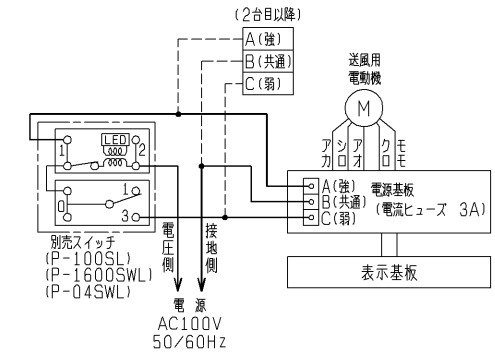 (2台目以降)
A(強)
B(共通)
C(弱)
送風用
電動機
M
アカ
シロ
アオ
クロ
モモ
LED
1
2
0
1
3
A(強)
B(共通)
C(弱)
電源基板
(電流ヒューズ 3A)
表示基板
別売スイッチ
(P-100SL)
(P-1600SWL)
(P-04SWL)
電圧側
接地側
電源
AC100V
50/60Hz